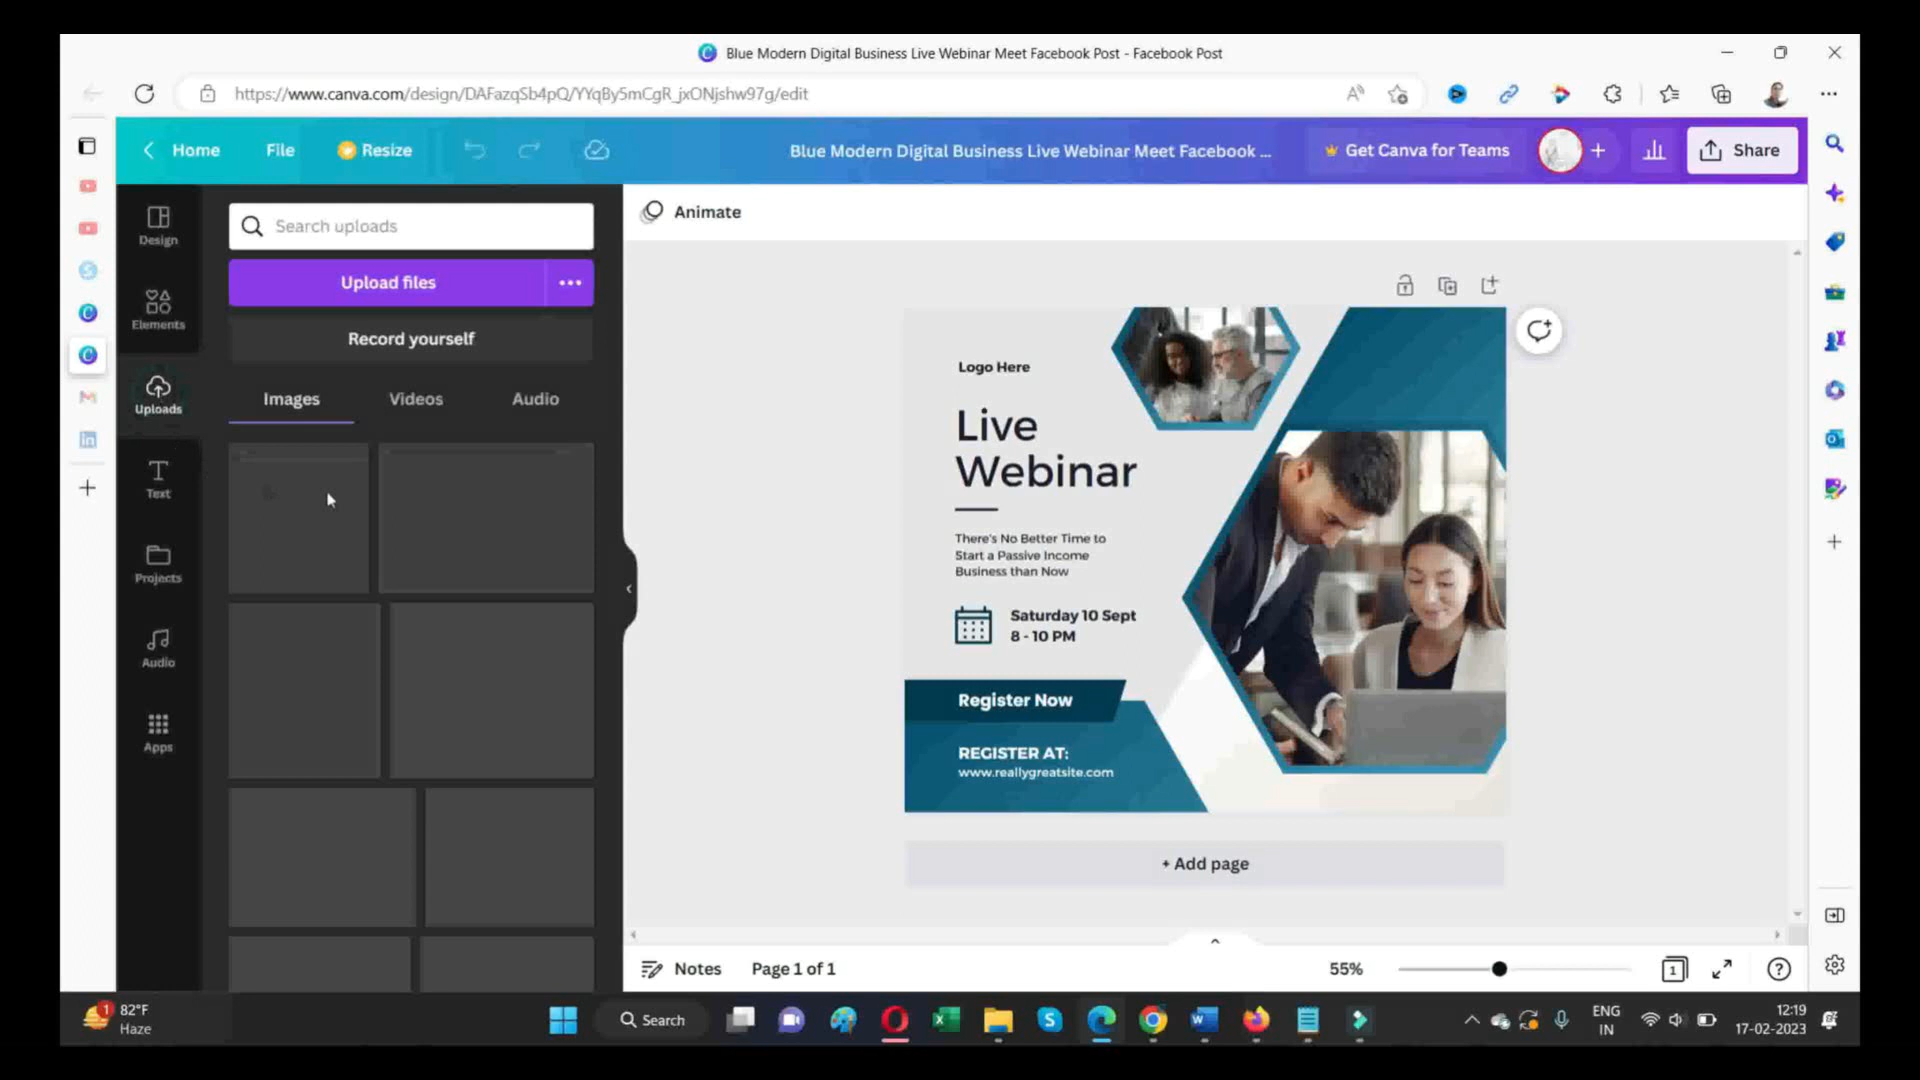 Blue Modern Digital Business Live Webinar Meet Facebook Post - Facebook Post
https://www.canva.com/design/DAFazqSb4pQ/YYqBy5mCgR_jxONjshw97g/edit
Home File Resize Blue Modern Digital Business Live Webinar Meet Facebook ... Get Canva for Teams Share
Design
Elements
Uploads
Text
Projects
Audio
Apps
Search uploads
Upload files
Record yourself
Images Videos Audio
Animate
Logo Here
Live
Webinar
There's No Better Time to
Start a Passive Income
Business than Now
Saturday 10 Sept
8 - 10 PM
Register Now
REGISTER AT:
www.reallygreatsite.com
+ Add page
Notes Page 1 of 1 55% 1
1
82°F
Haze
Search
ENG
IN
12:19
17-02-2023